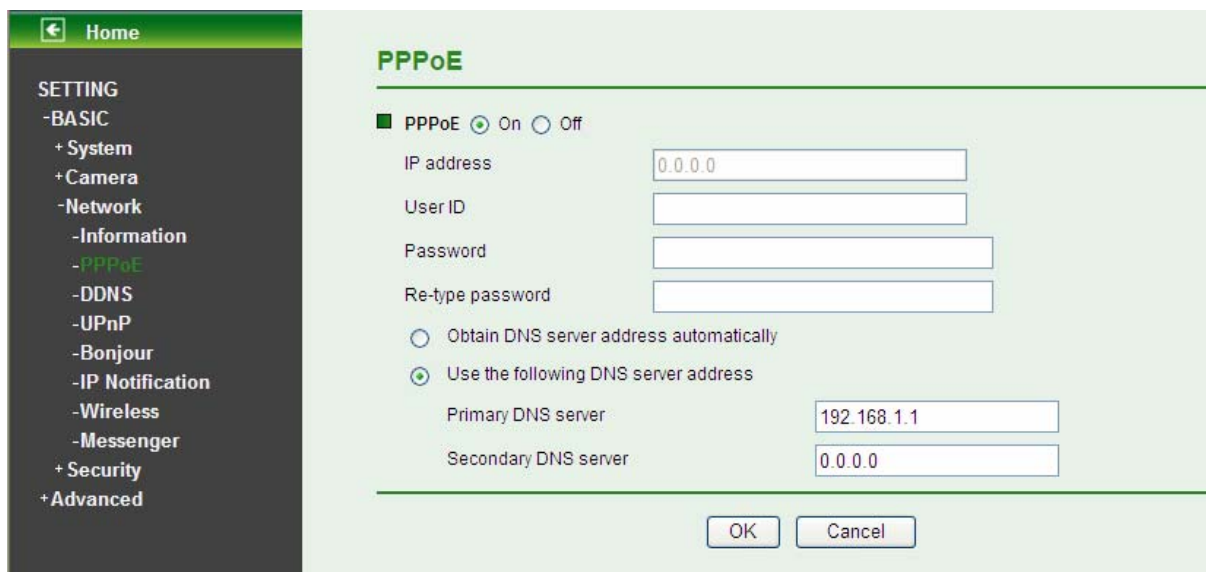 Home
SETTING
-BASIC
+System
+Camera
-Network
-Information
-PPPoE
-DDNS
-UPnP
-Bonjour
-IP Notification
-Wireless
-Messenger
+Security
+Advanced
PPPoE
PPPoE On Off
IP address 0.0.0.0
User ID
Password
Re-type password
Obtain DNS server address automatically
Use the following DNS server address
Primary DNS server 192.168.1.1
Secondary DNS server 0.0.0.0
OK Cancel